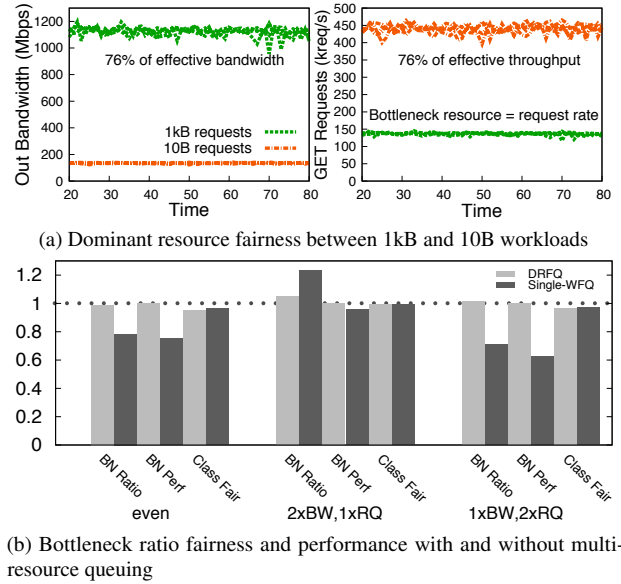 Out Bandwidth (Mbps)
1200
1000
800
600
400
200
0
76% of effective bandwidth
1kB requests
10B requests
20 30 40 50 60 70 80
Time
GET Requests (kreq/s)
500
450
400
350
300
250
200
150
100
50
0
76% of effective throughput
Bottleneck resource = request rate
20 30 40 50 60 70 80
Time
(a) Dominant resource fairness between 1kB and 10B workloads
1.2
1
0.8
0.6
0.4
0.2
0
DRFQ
Single-WFQ
BN Ratio
BN Perf
Class Fair
BN Ratio
BN Perf
Class Fair
BN Ratio
BN Perf
Class Fair
even
2xBW,1xRQ
1xBW,2xRQ
(b) Bottleneck ratio fairness and performance with and without multi-
resource queuing